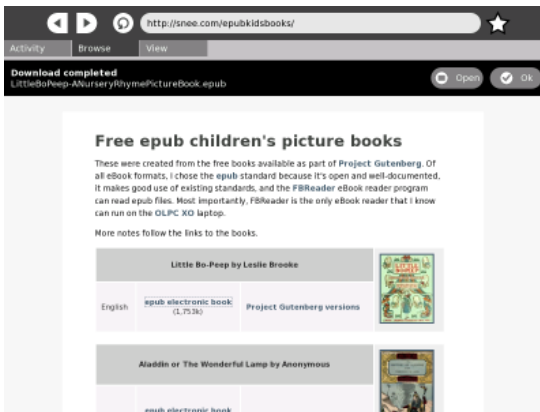 http://snee.com/epubkidsbooks/
Activity Browse View
Download completed
LittleBoPeep-ANurseryRhymePictureBook.epub
Open Ok
Free epub children's picture books
These were created from the free books available as part of Project Gutenberg. Of
all eBook formats, I chose the epub standard because it's open and well-documented,
it makes good use of existing standards, and the FBReader eBook reader program
can read epub files. Most importantly, FBReader is the only eBook reader that I know
can run on the OLPC XO laptop.
More notes follow the links to the books.
Little Bo-Peep by Leslie Brooke
English
epub electronic book
(1,753k)
Project Gutenberg versions
LITTLE
BO-PEEP
Aladdin or The Wonderful Lamp by Anonymous
epub electronic book